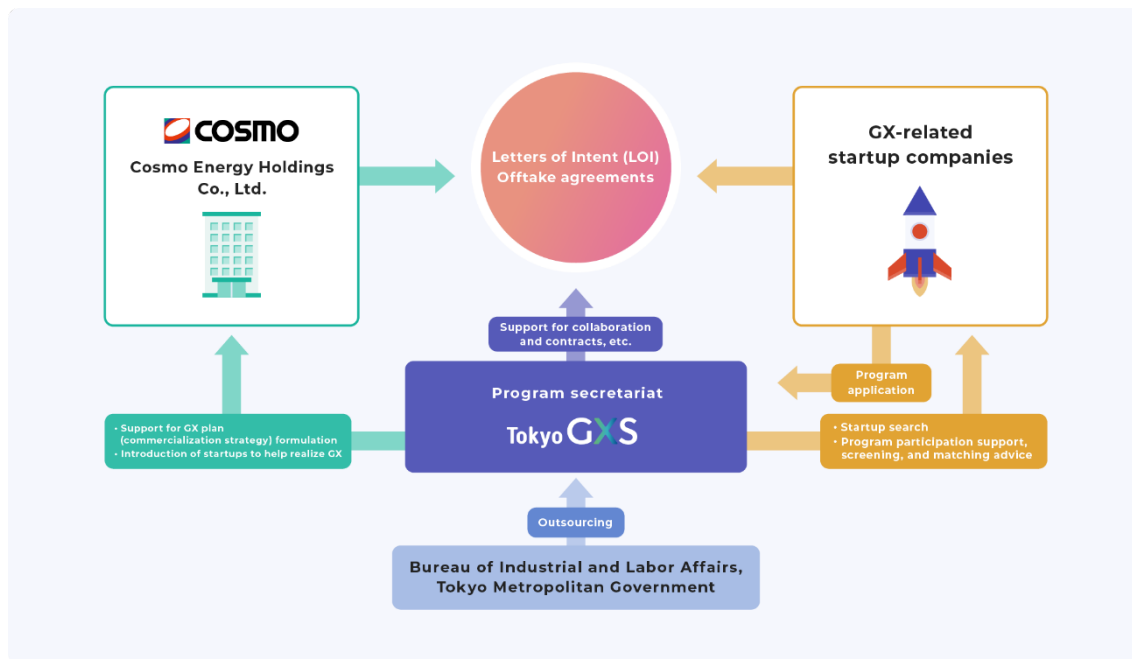 COSMO
Cosmo Energy Holdings
Co., Ltd.
Letters of Intent (LOI)
Offtake agreements
GX-related
startup companies
Support for collaboration
and contracts, etc.
Program
application
Program secretariat
Tokyo GXS
• Support for GX plan
(commercialization strategy) formulation
• Introduction of startups to help realize GX
• Startup search
• Program participation support,
screening, and matching advice
Outsourcing
Bureau of Industrial and Labor Affairs,
Tokyo Metropolitan Government